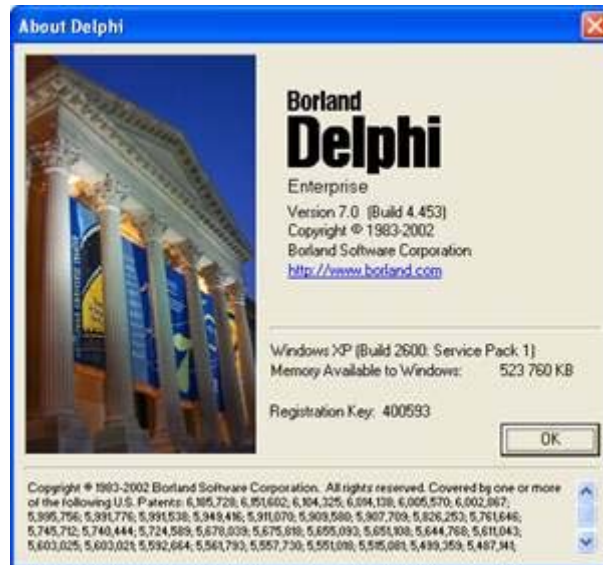 About Delphi
Borland
Delphi
Enterprise
Version 7.0 (Build 4.453)
Copyright © 1983-2002
Borland Software Corporation
http://www.borland.com
Windows XP (Build 2600: Service Pack 1)
Memory Available to Windows: 523 760 KB
Registration Key: 400593
OK
Copyright © 1983-2002 Borland Software Corporation. All rights reserved. Covered by one or more
of the following U.S. Patents: 6,185,728; 6,151,602; 6,104,325; 6,014,138; 6,005,570; 6,002,867;
5,995,756; 5,991,776; 5,991,538; 5,949,416; 5,911,070; 5,909,580; 5,907,709; 5,826,253; 5,761,646;
5,745,712; 5,740,444; 5,724,589; 5,678,039; 5,675,818; 5,655,093; 5,651,108; 5,644,768; 5,611,043;
5,603,025; 5,603,021; 5,592,664; 5,561,793; 5,557,730; 5,551,018; 5,515,081; 5,499,359; 5,487,141;